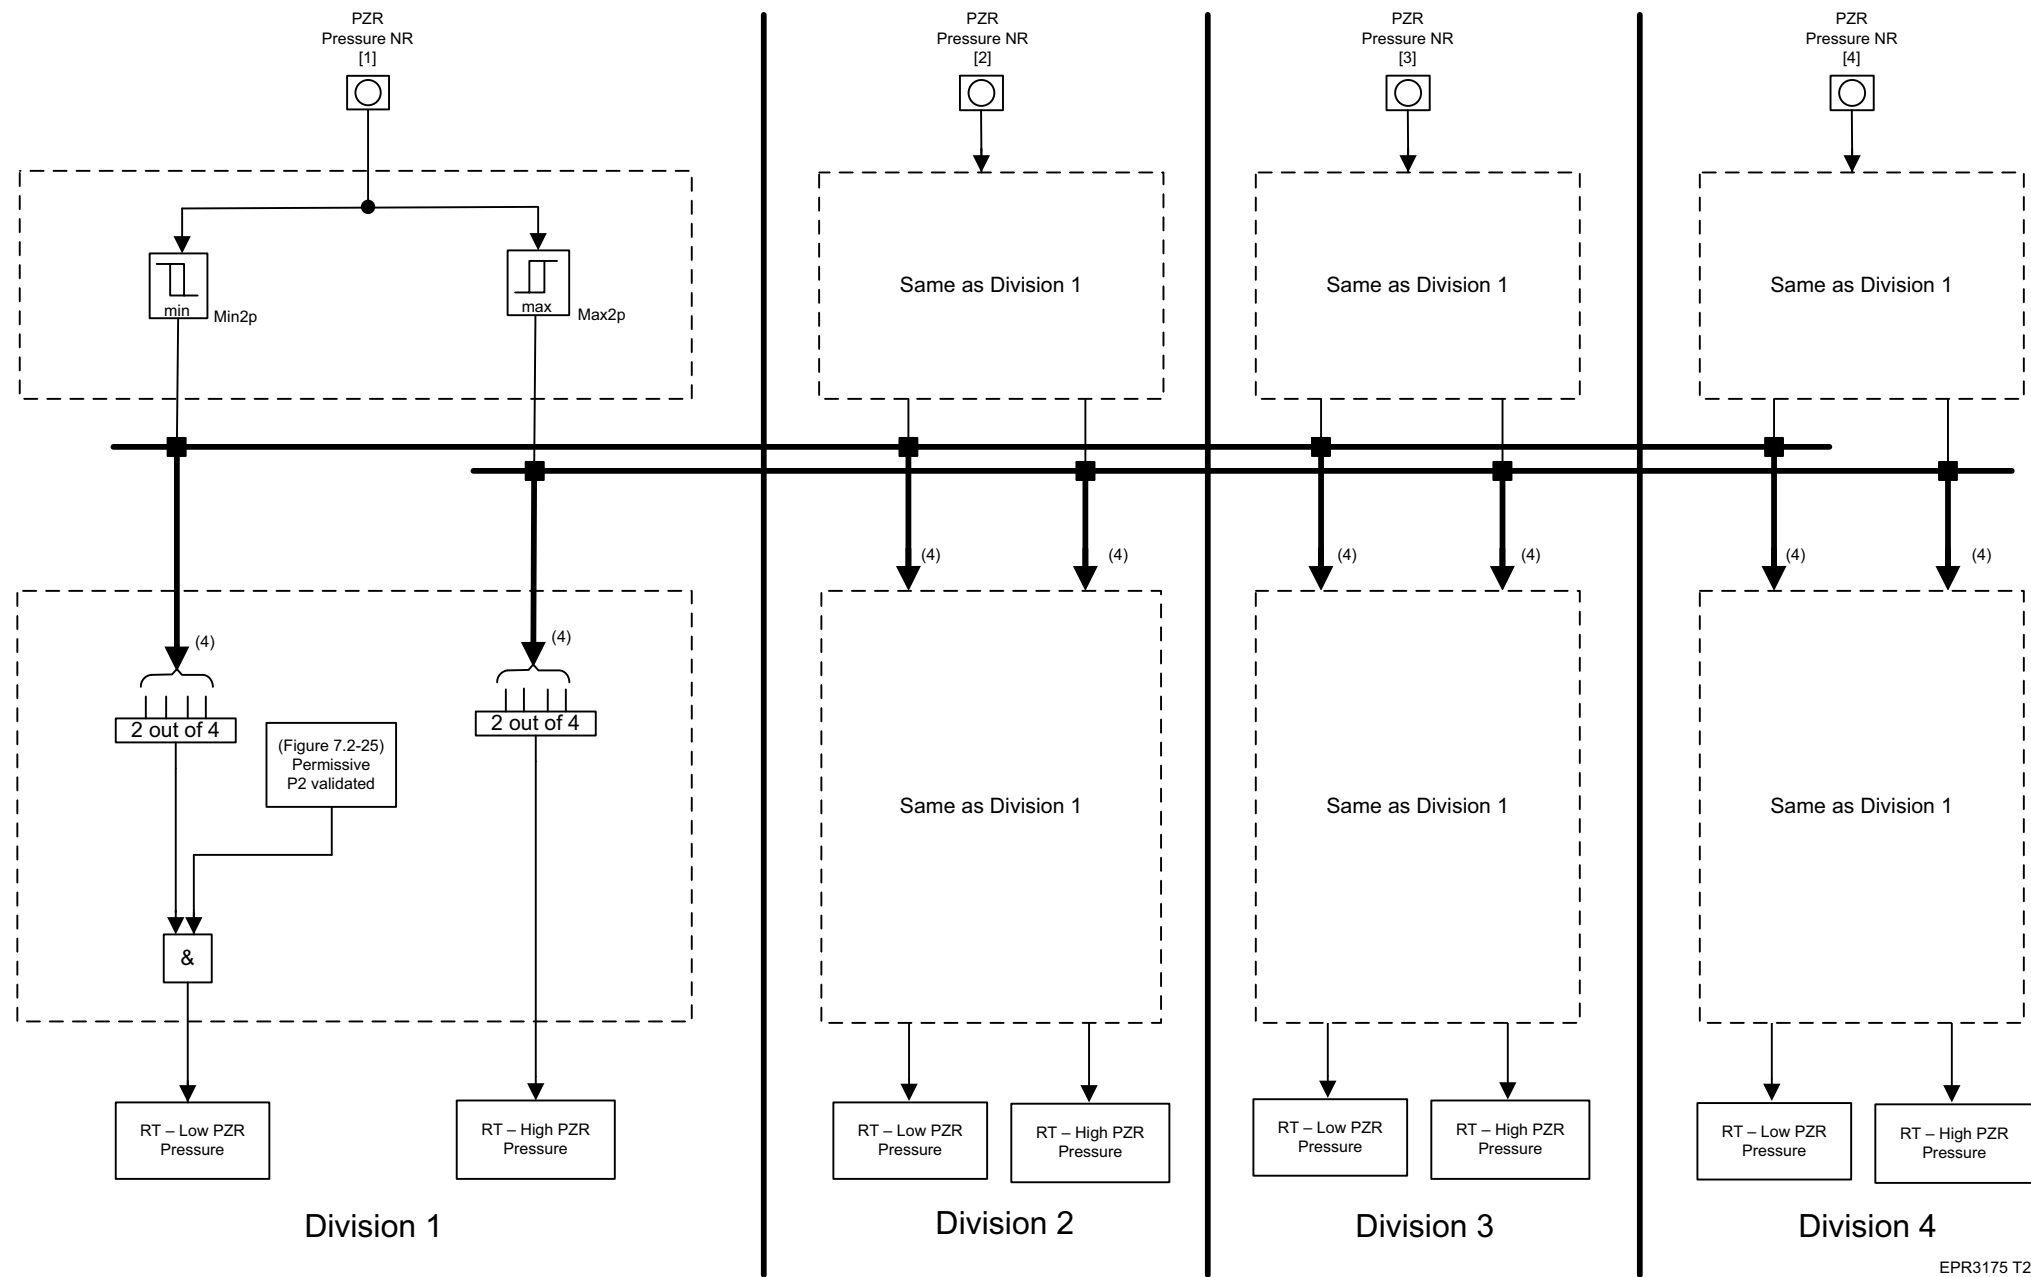 PZR
Pressure NR
[1]
PZR
Pressure NR
[2]
PZR
Pressure NR
[3]
PZR
Pressure NR
[4]
min
Min2p
max
Max2p
Same as Division 1
Same as Division 1
Same as Division 1
(4)
(4)
(4)
(4)
(4)
(4)
(4)
(4)
2 out of 4
2 out of 4
(Figure 7.2-25)
Permissive
P2 validated
&
Same as Division 1
Same as Division 1
Same as Division 1
RT – Low PZR
Pressure
RT – High PZR
Pressure
RT – Low PZR
Pressure
RT – High PZR
Pressure
RT – Low PZR
Pressure
RT – High PZR
Pressure
RT – Low PZR
Pressure
RT – High PZR
Pressure
Division 1
Division 2
Division 3
Division 4
EPR3175 T2